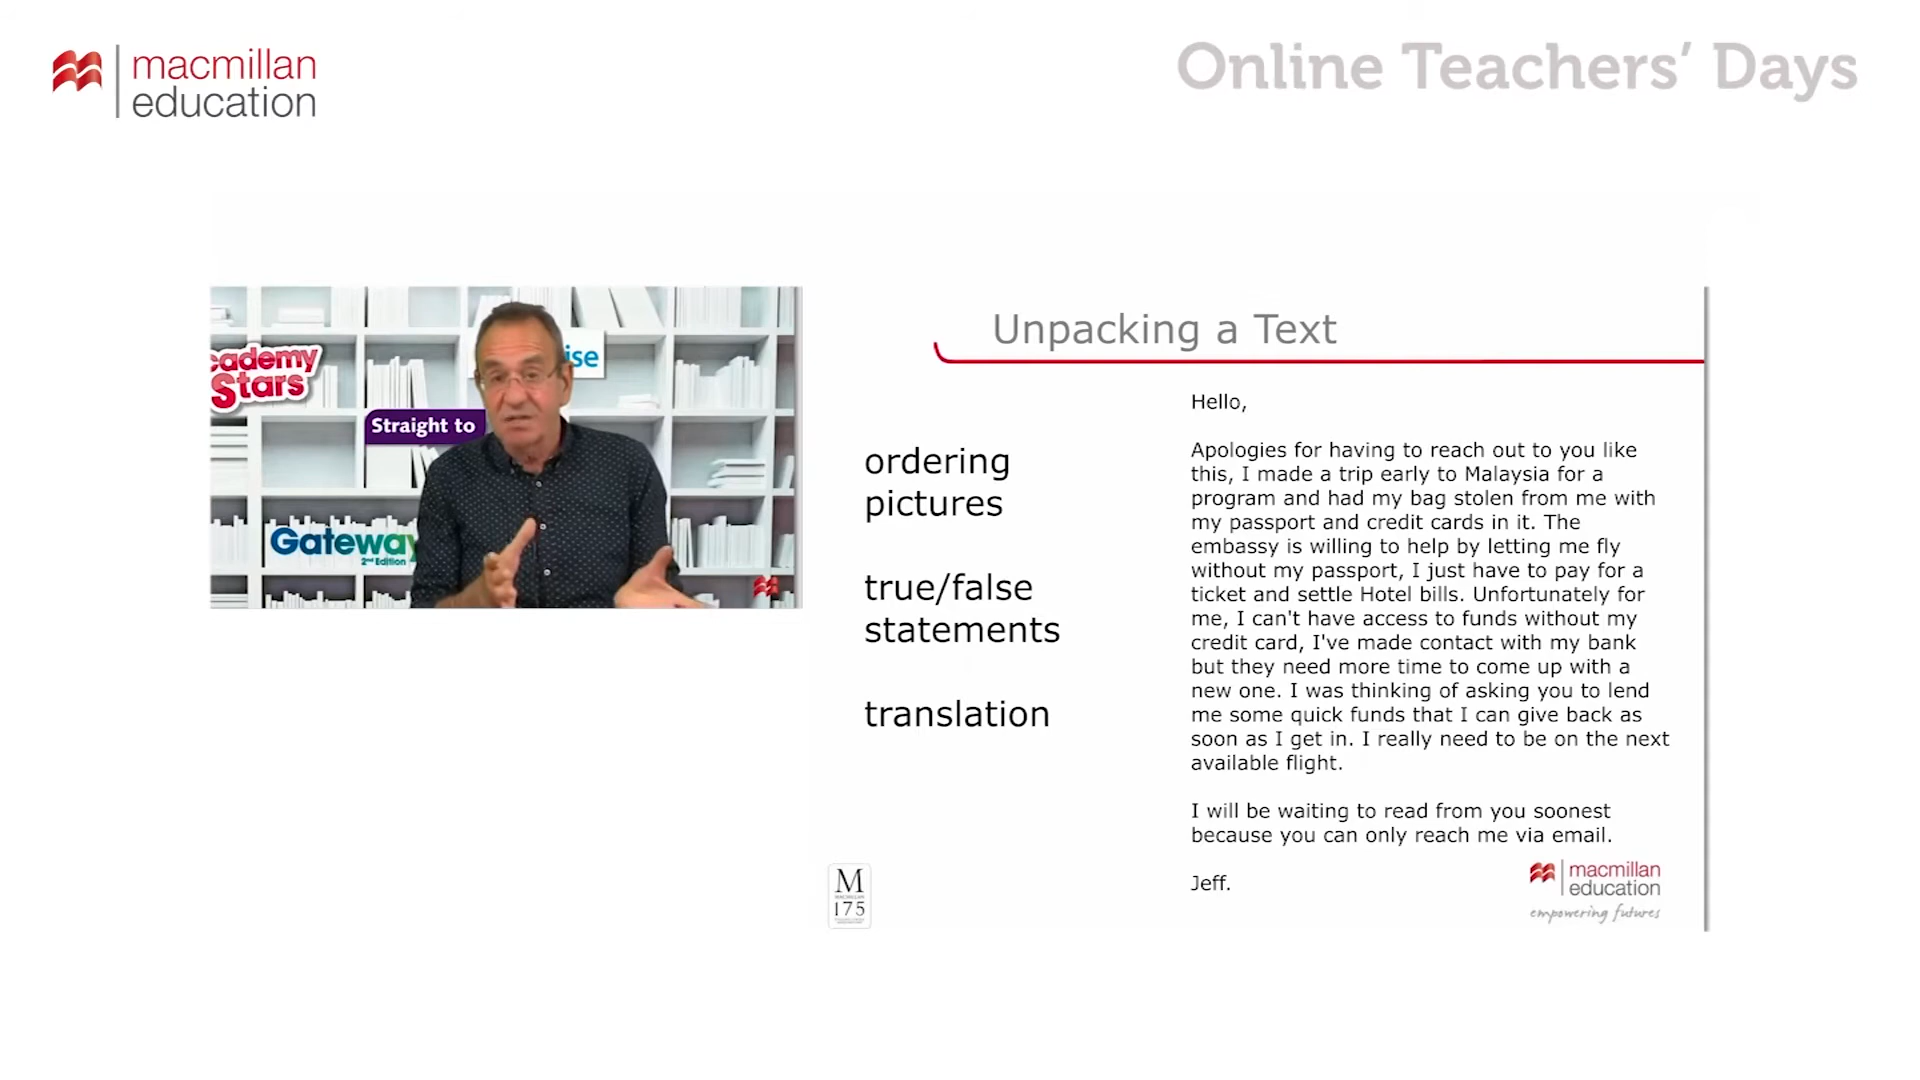 macmillan
education
Online Teachers’ Days
cademy
Stars
ise
Straight to
Gateway
2nd Edition
Unpacking a Text
ordering
pictures
true/false
statements
translation
Hello,
Apologies for having to reach out to you like
this, I made a trip early to Malaysia for a
program and had my bag stolen from me with
my passport and credit cards in it. The
embassy is willing to help by letting me fly
without my passport, I just have to pay for a
ticket and settle Hotel bills. Unfortunately for
me, I can't have access to funds without my
credit card, I've made contact with my bank
but they need more time to come up with a
new one. I was thinking of asking you to lend
me some quick funds that I can give back as
soon as I get in. I really need to be on the next
available flight.
I will be waiting to read from you soonest
because you can only reach me via email.
Jeff.
M
175
macmillan
education
empowering futures